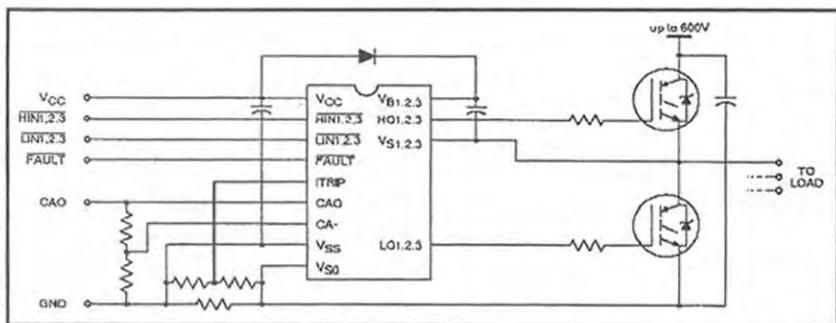 up to 600V
VCC
HIN1,2,3
LIN1,2,3
FAULT
CAO
GND
VCC
HIN1,2,3
LIN1,2,3
FAULT
ITRIP
CAO
CA-
VSS
VS0
VB1,2,3
HO1,2,3
VS1,2,3
LO1,2,3
TO
LOAD